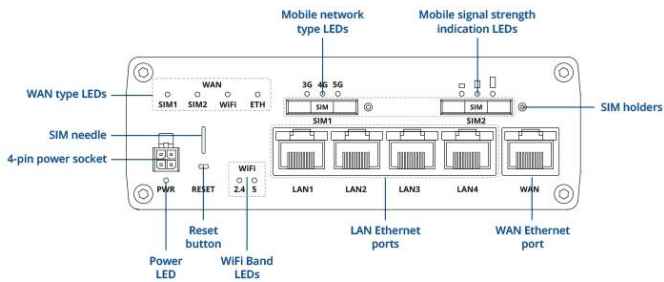 Mobile network
type LEDs
Mobile signal strength
indication LEDs
WAN type LEDs
WAN
SIM1 SIM2 WiFi ETH
3G 4G 5G
SIM
SIM1
SIM
SIM2
SIM holders
SIM needle
4-pin power socket
PWR
RESET
WiFi
2.4 5
LAN1 LAN2 LAN3 LAN4 WAN
Reset
button
LAN Ethernet
ports
WAN Ethernet
port
Power
LED
WiFi Band
LEDs